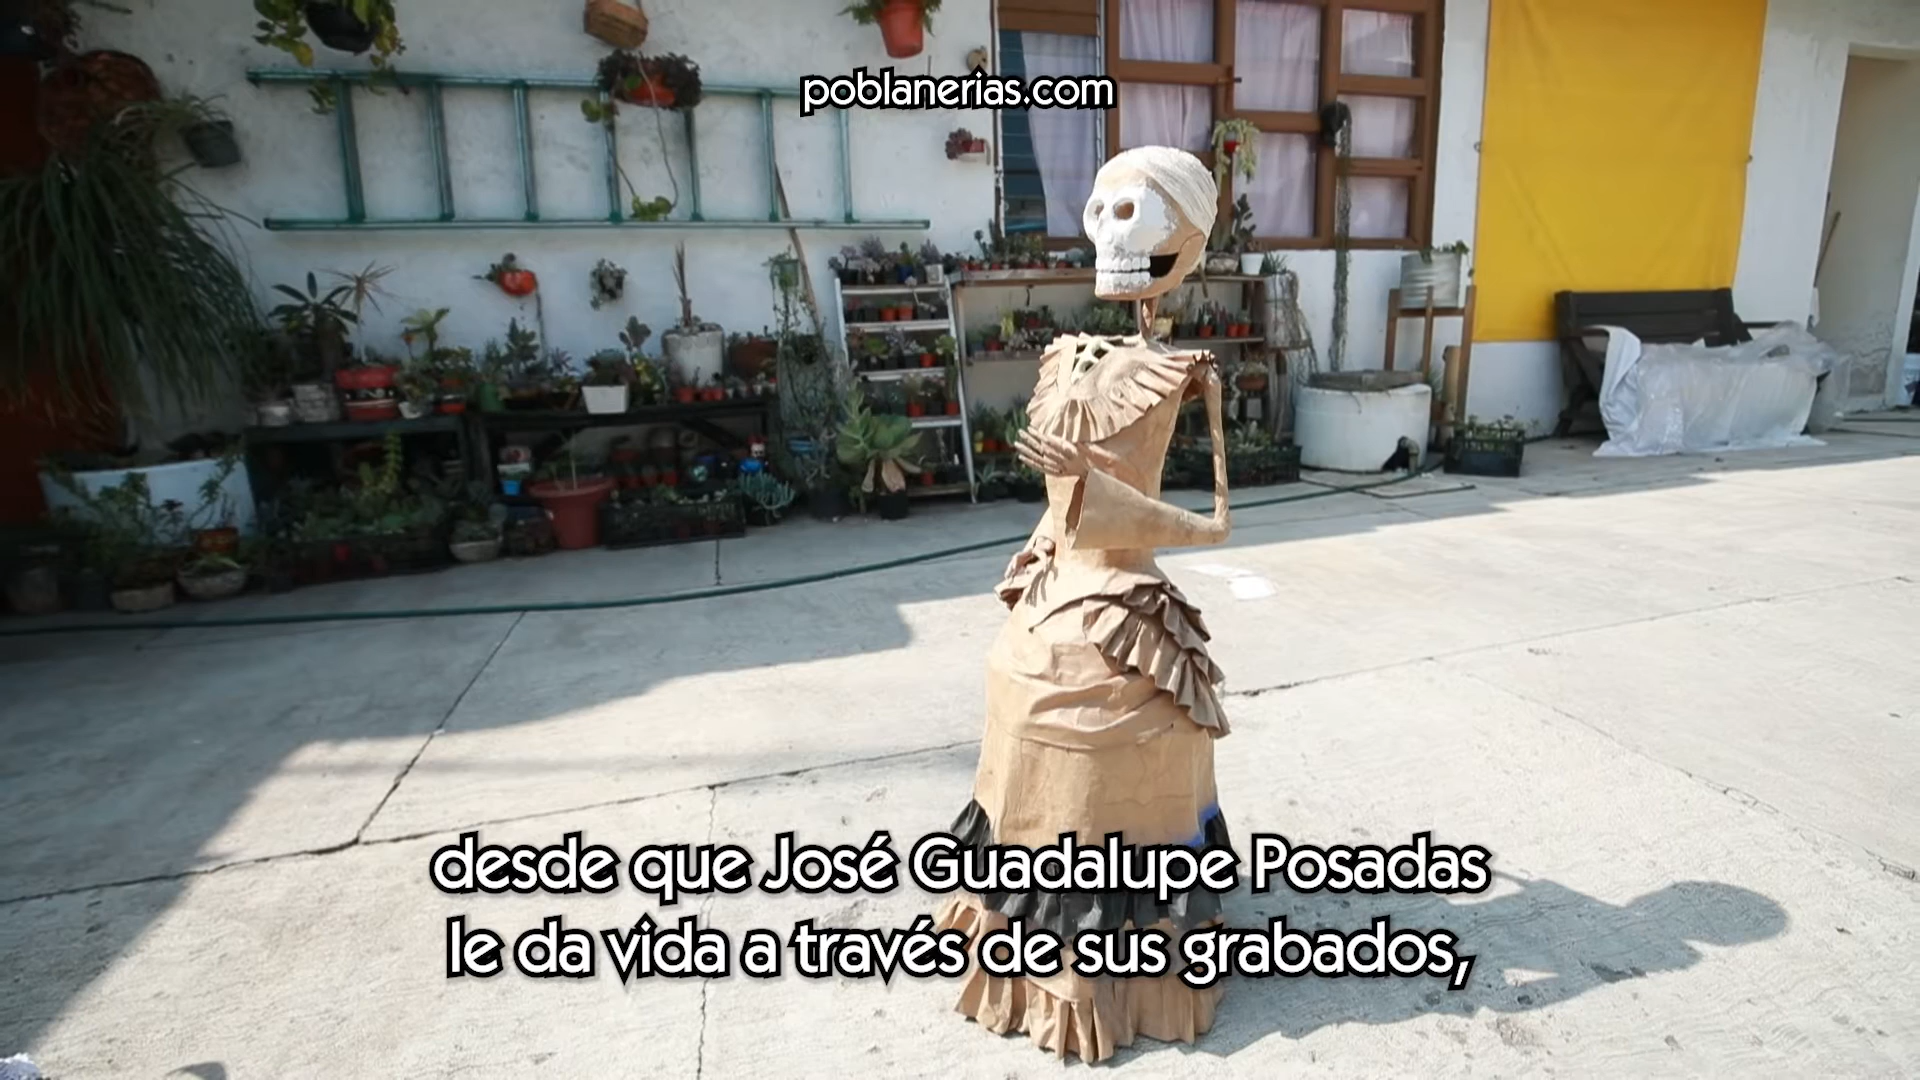 poblanerias.com
desde que José Guadalupe Posadas
le da vida a través de sus grabados,